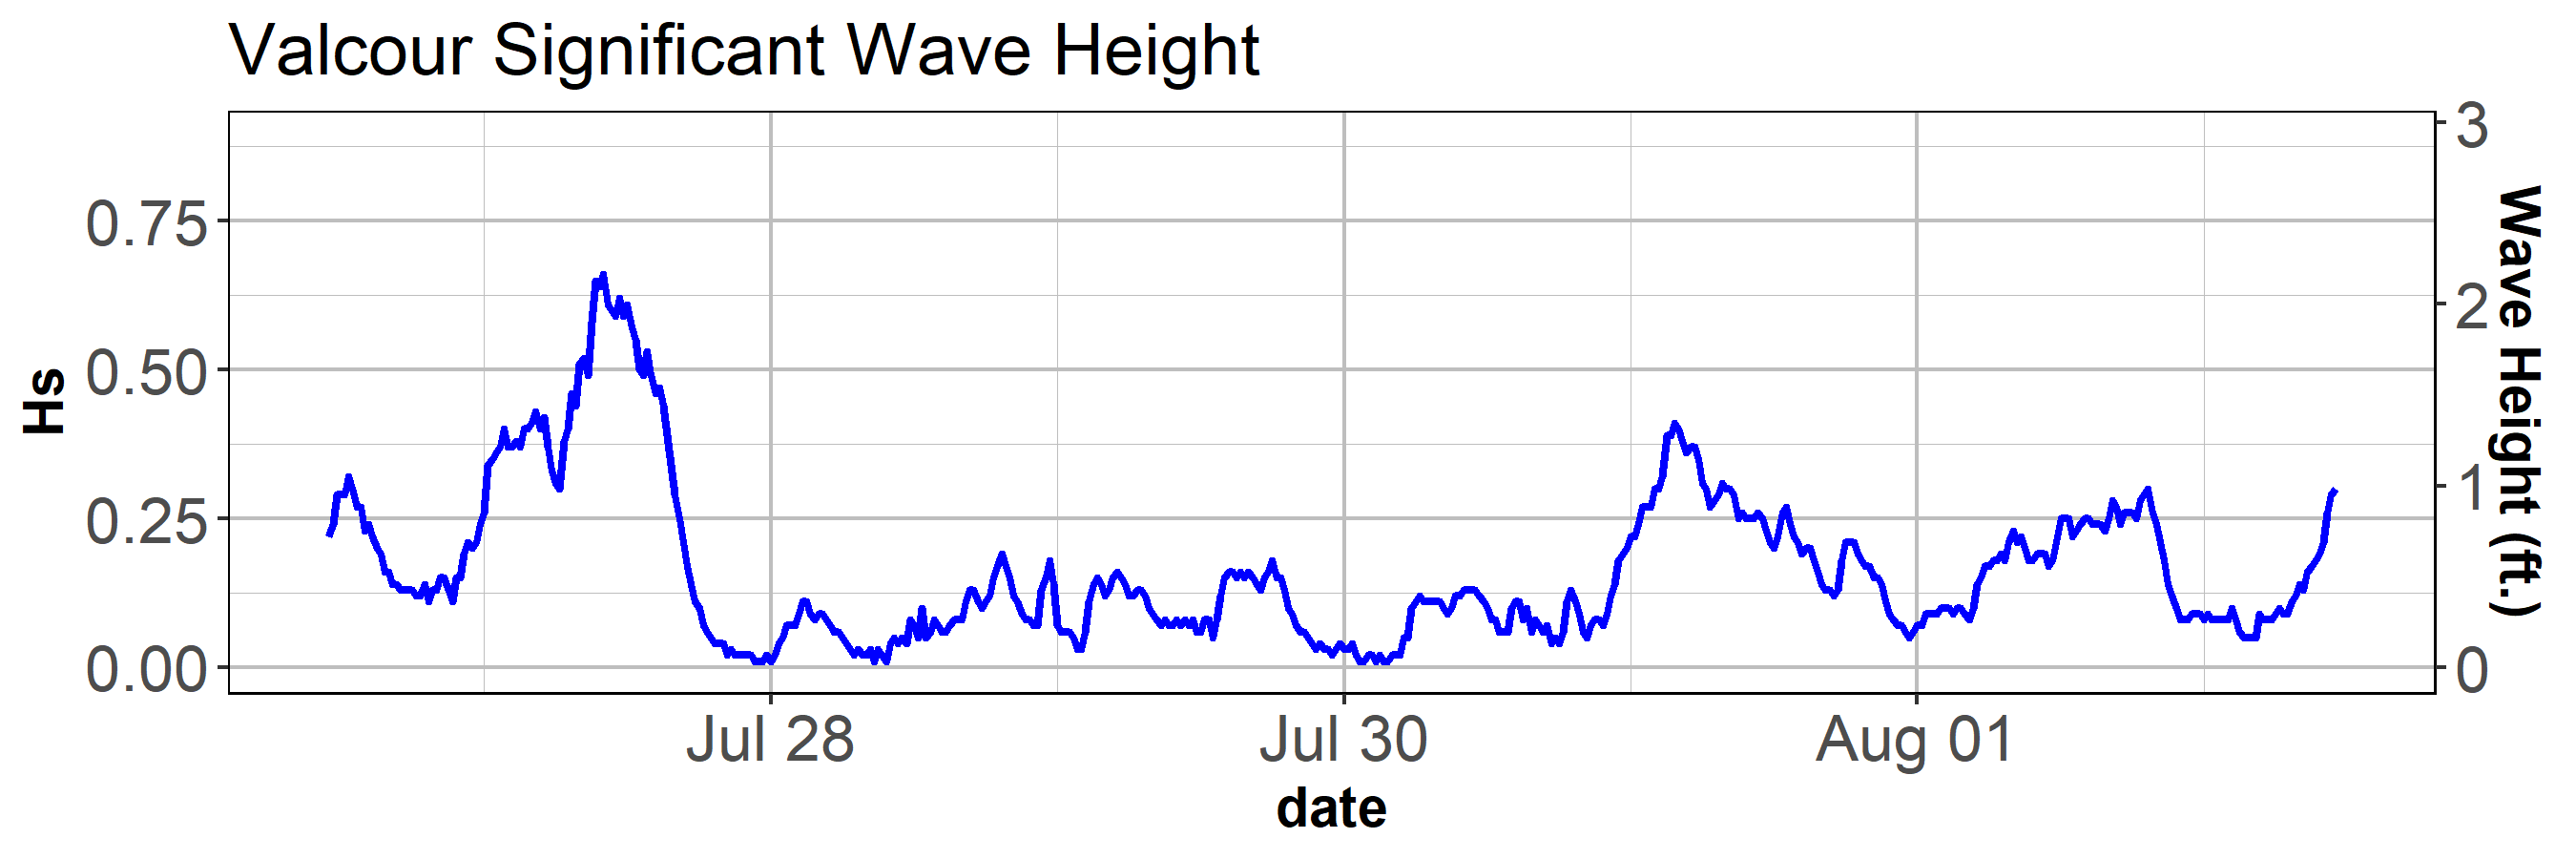 Valcour Significant Wave Height
3
0.75
2
0.50
1
0.25
0.00
0
Hs
Wave Height (ft.)
Jul 28
Jul 30
Aug 01
date